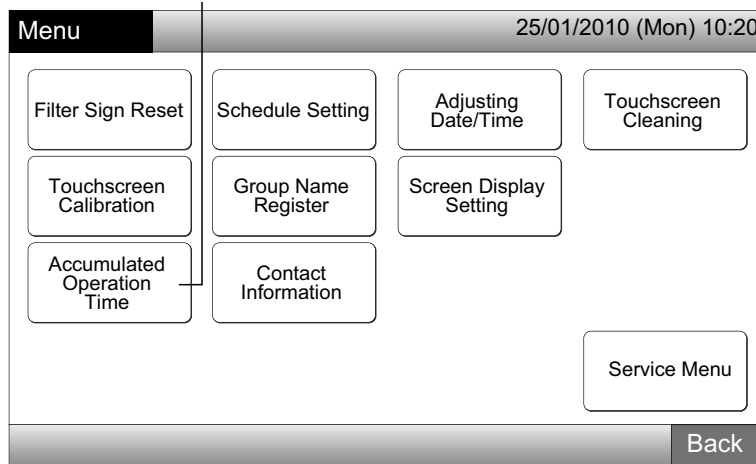 Menu
25/01/2010 (Mon) 10:20
Filter Sign Reset
Schedule Setting
Adjusting
Date/Time
Touchscreen
Cleaning
Touchscreen
Calibration
Group Name
Register
Screen Display
Setting
Accumulated
Operation
Time
Contact
Information
Service Menu
Back